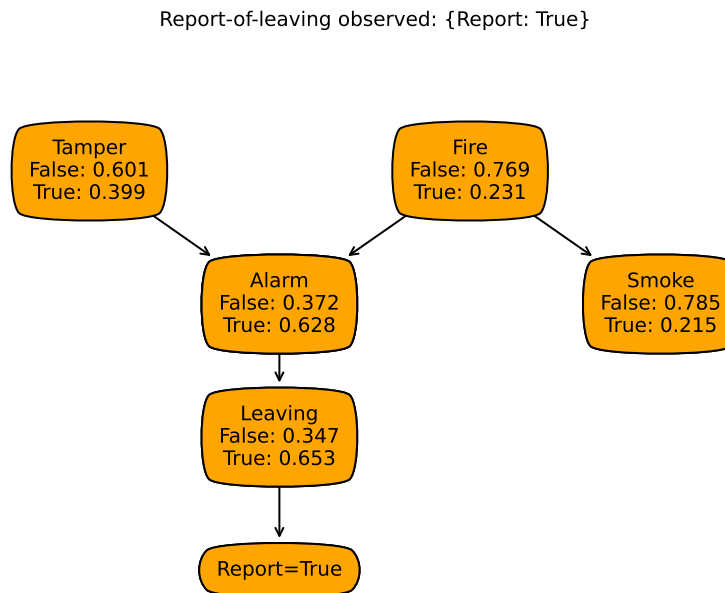 Report-of-leaving observed: {Report: True}
Tamper
False: 0.601
True: 0.399
Fire
False: 0.769
True: 0.231
Alarm
False: 0.372
True: 0.628
Smoke
False: 0.785
True: 0.215
Leaving
False: 0.347
True: 0.653
Report=True